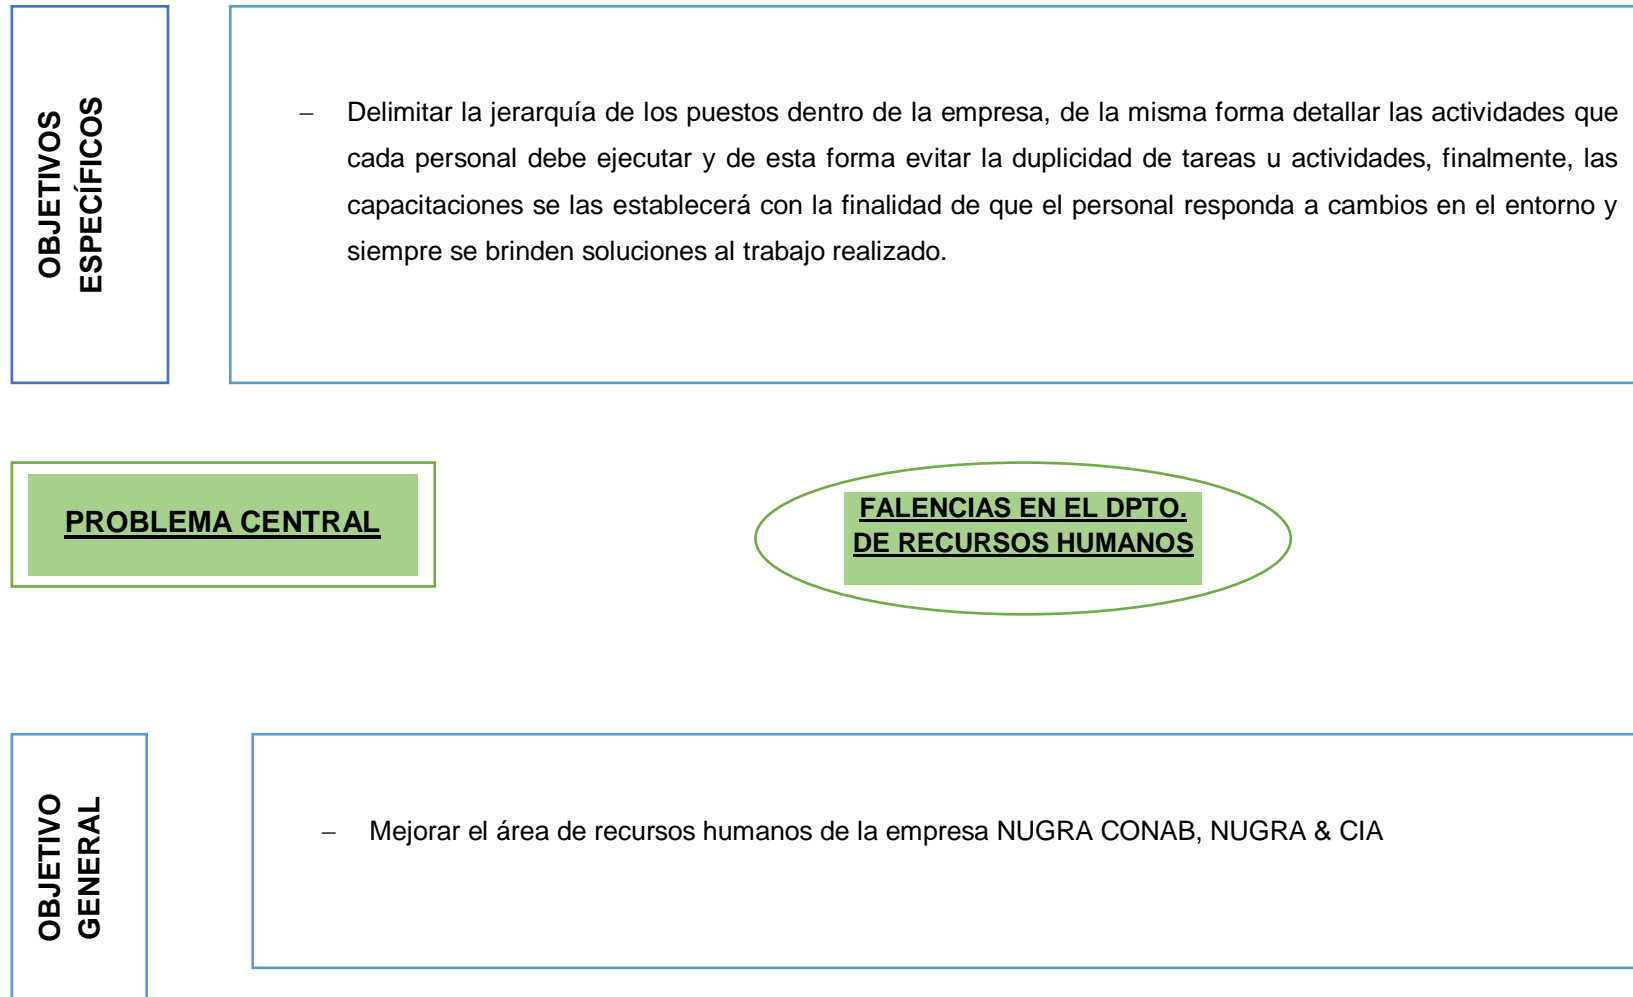 OBJETIVOS
ESPECÍFICOS
– Delimitar la jerarquía de los puestos dentro de la empresa, de la misma forma detallar las actividades que
cada personal debe ejecutar y de esta forma evitar la duplicidad de tareas u actividades, finalmente, las
capacitaciones se las establecerá con la finalidad de que el personal responda a cambios en el entorno y
siempre se brinden soluciones al trabajo realizado.
PROBLEMA CENTRAL
FALENCIAS EN EL DPTO.
DE RECURSOS HUMANOS
OBJETIVO
GENERAL
– Mejorar el área de recursos humanos de la empresa NUGRA CONAB, NUGRA & CIA